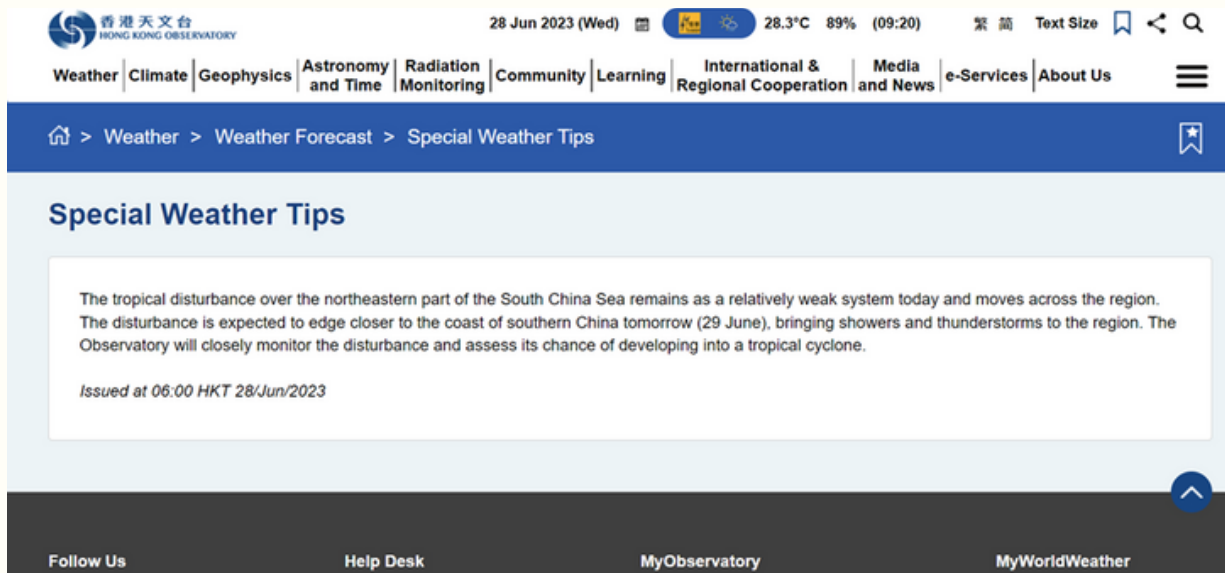 香港天文台
HONG KONG OBSERVATORY
28 Jun 2023 (Wed) 28.3°C 89% (09:20) 繁 简 Text Size
Weather Climate Geophysics Astronomy and Time Radiation Monitoring Community Learning International & Regional Cooperation Media and News e-Services About Us
> Weather > Weather Forecast > Special Weather Tips
Special Weather Tips
The tropical disturbance over the northeastern part of the South China Sea remains as a relatively weak system today and moves across the region.
The disturbance is expected to edge closer to the coast of southern China tomorrow (29 June), bringing showers and thunderstorms to the region. The
Observatory will closely monitor the disturbance and assess its chance of developing into a tropical cyclone.
Issued at 06:00 HKT 28/Jun/2023
Follow Us Help Desk MyObservatory MyWorldWeather